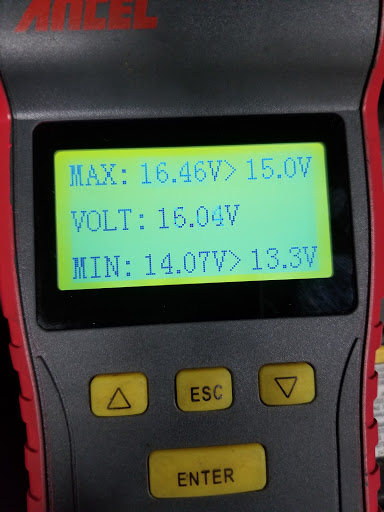 ANCEL
MAX: 16.46V> 15.0V
VOLT: 16.04V
MIN: 14.07V> 13.3V
△ ESC ▽
ENTER